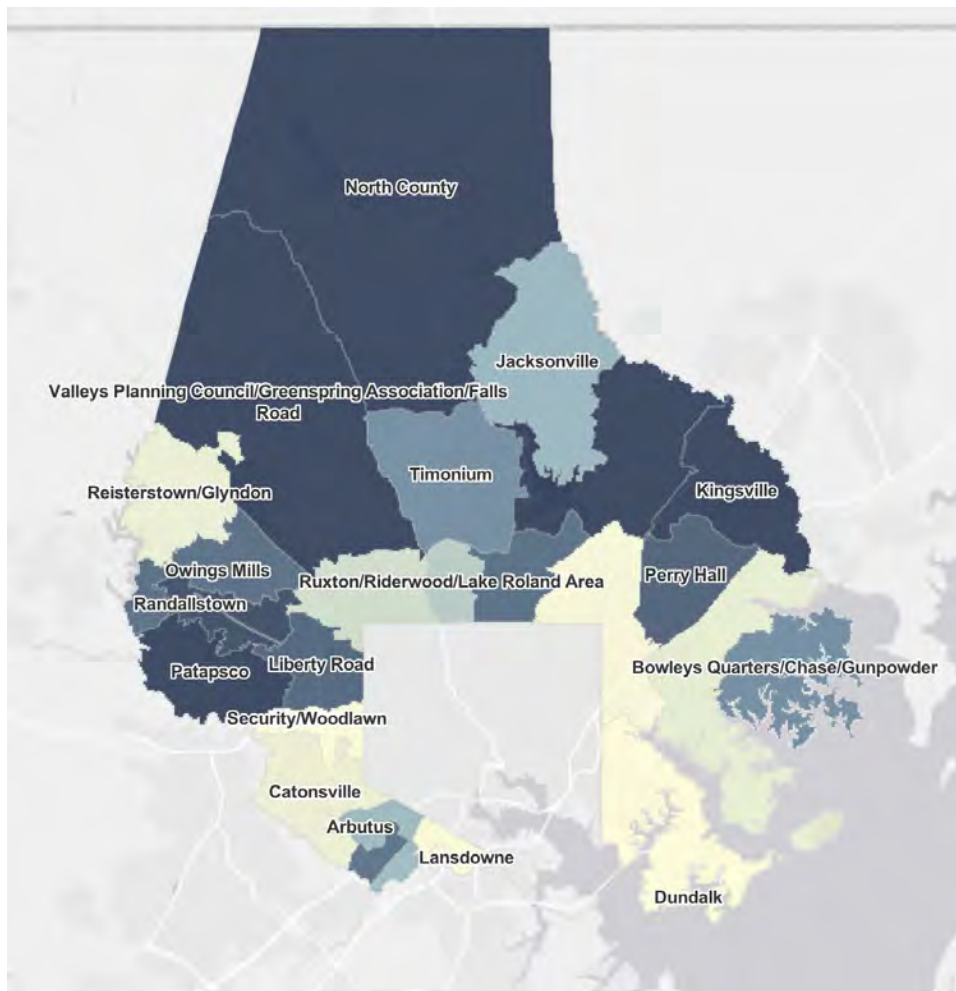 North County
Jacksonville
Valleys Planning Council/Greenspring Association/Falls
Road
Timonium
Reisterstown/Glyndon
Kingsville
Owings Mills
Ruxton/Riderwood/Lake Roland Area
Perry Hall
Randallstown
Liberty Road
Patapsco
Bowleys Quarters/Chase/Gunpowder
Security/Woodlawn
Catonsville
Arbutus
Lansdowne
Dundalk